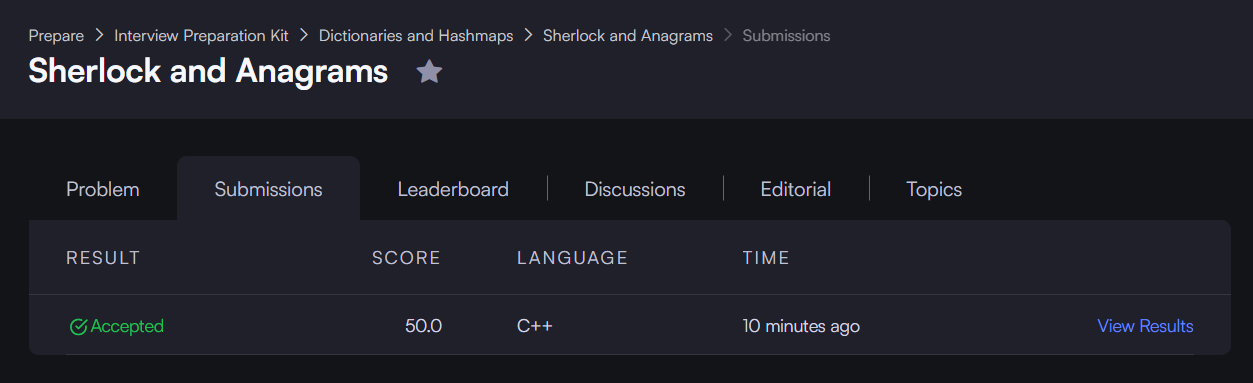 Prepare > Interview Preparation Kit > Dictionaries and Hashmaps > Sherlock and Anagrams > Submissions
Sherlock and Anagrams
Problem Submissions Leaderboard Discussions Editorial Topics
RESULT SCORE LANGUAGE TIME
Accepted 50.0 C++ 10 minutes ago View Results